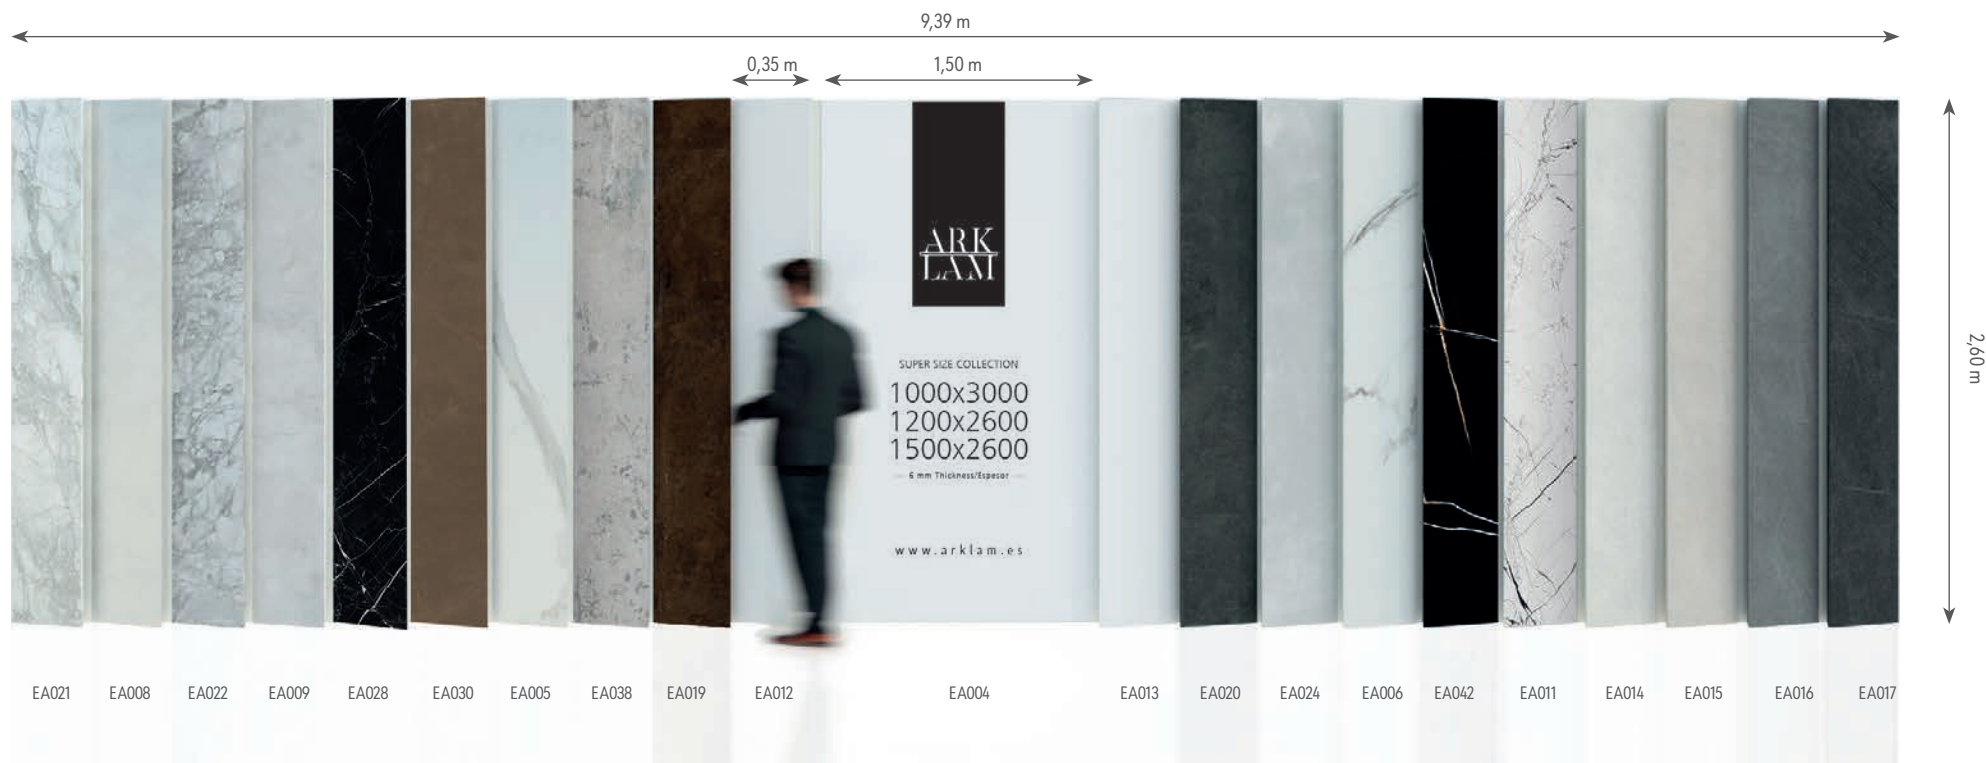 9,39 m
0,35 m
1,50 m
ARK
LAM
SUPER SIZE COLLECTION
1000x3000
1200x2600
1500x2600
6 mm Thickness/Espesor
www.arklam.es
2,60 m
EA021 EA008 EA022 EA009 EA028 EA030 EA005 EA038 EA019 EA012 EA004 EA013 EA020 EA024 EA006 EA042 EA011 EA014 EA015 EA016 EA017